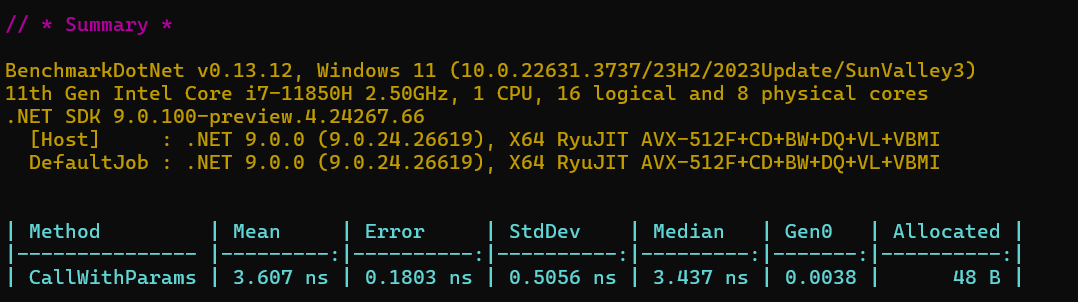 // * Summary *
BenchmarkDotNet v0.13.12, Windows 11 (10.0.22631.3737/23H2/2023Update/SunValley3)
11th Gen Intel Core i7-11850H 2.50GHz, 1 CPU, 16 logical and 8 physical cores
.NET SDK 9.0.100-preview.4.24267.66
  [Host]     : .NET 9.0.0 (9.0.24.26619), X64 RyuJIT AVX-512F+CD+BW+DQ+VL+VBMI
  DefaultJob : .NET 9.0.0 (9.0.24.26619), X64 RyuJIT AVX-512F+CD+BW+DQ+VL+VBMI
| Method         | Mean     | Error     | StdDev    | Median   | Gen0   | Allocated |
|--------------- |---------:|----------:|----------:|---------:|-------:|----------:|
| CallWithParams | 3.607 ns | 0.1803 ns | 0.5056 ns | 3.437 ns | 0.0038 |      48 B |